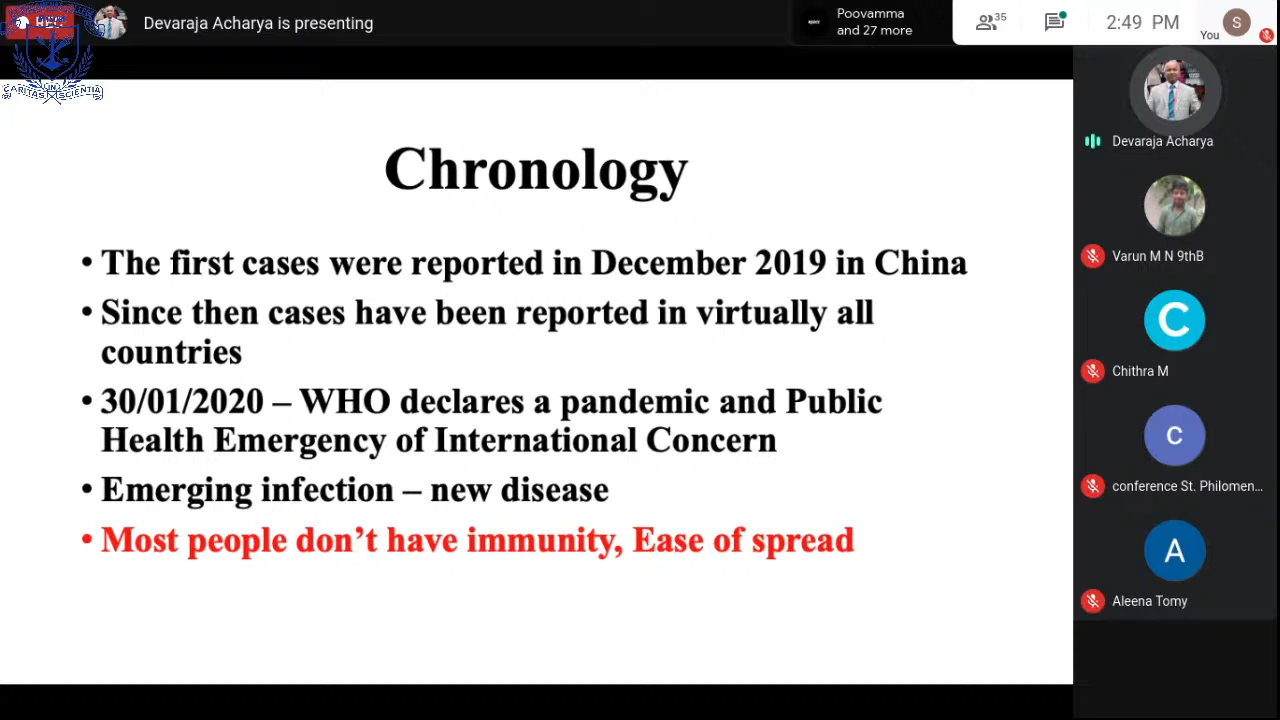 Devaraja Acharya is presenting
Poovamma
and 27 more
35
2:49 PM
You
S
CARITAS
SCIENTIA
Chronology
• The first cases were reported in December 2019 in China
• Since then cases have been reported in virtually all
countries
• 30/01/2020 – WHO declares a pandemic and Public
Health Emergency of International Concern
• Emerging infection – new disease
• Most people don’t have immunity, Ease of spread
Devaraja Acharya
Varun M N 9thB
C
Chithra M
C
conference St. Philomen...
A
Aleena Tomy